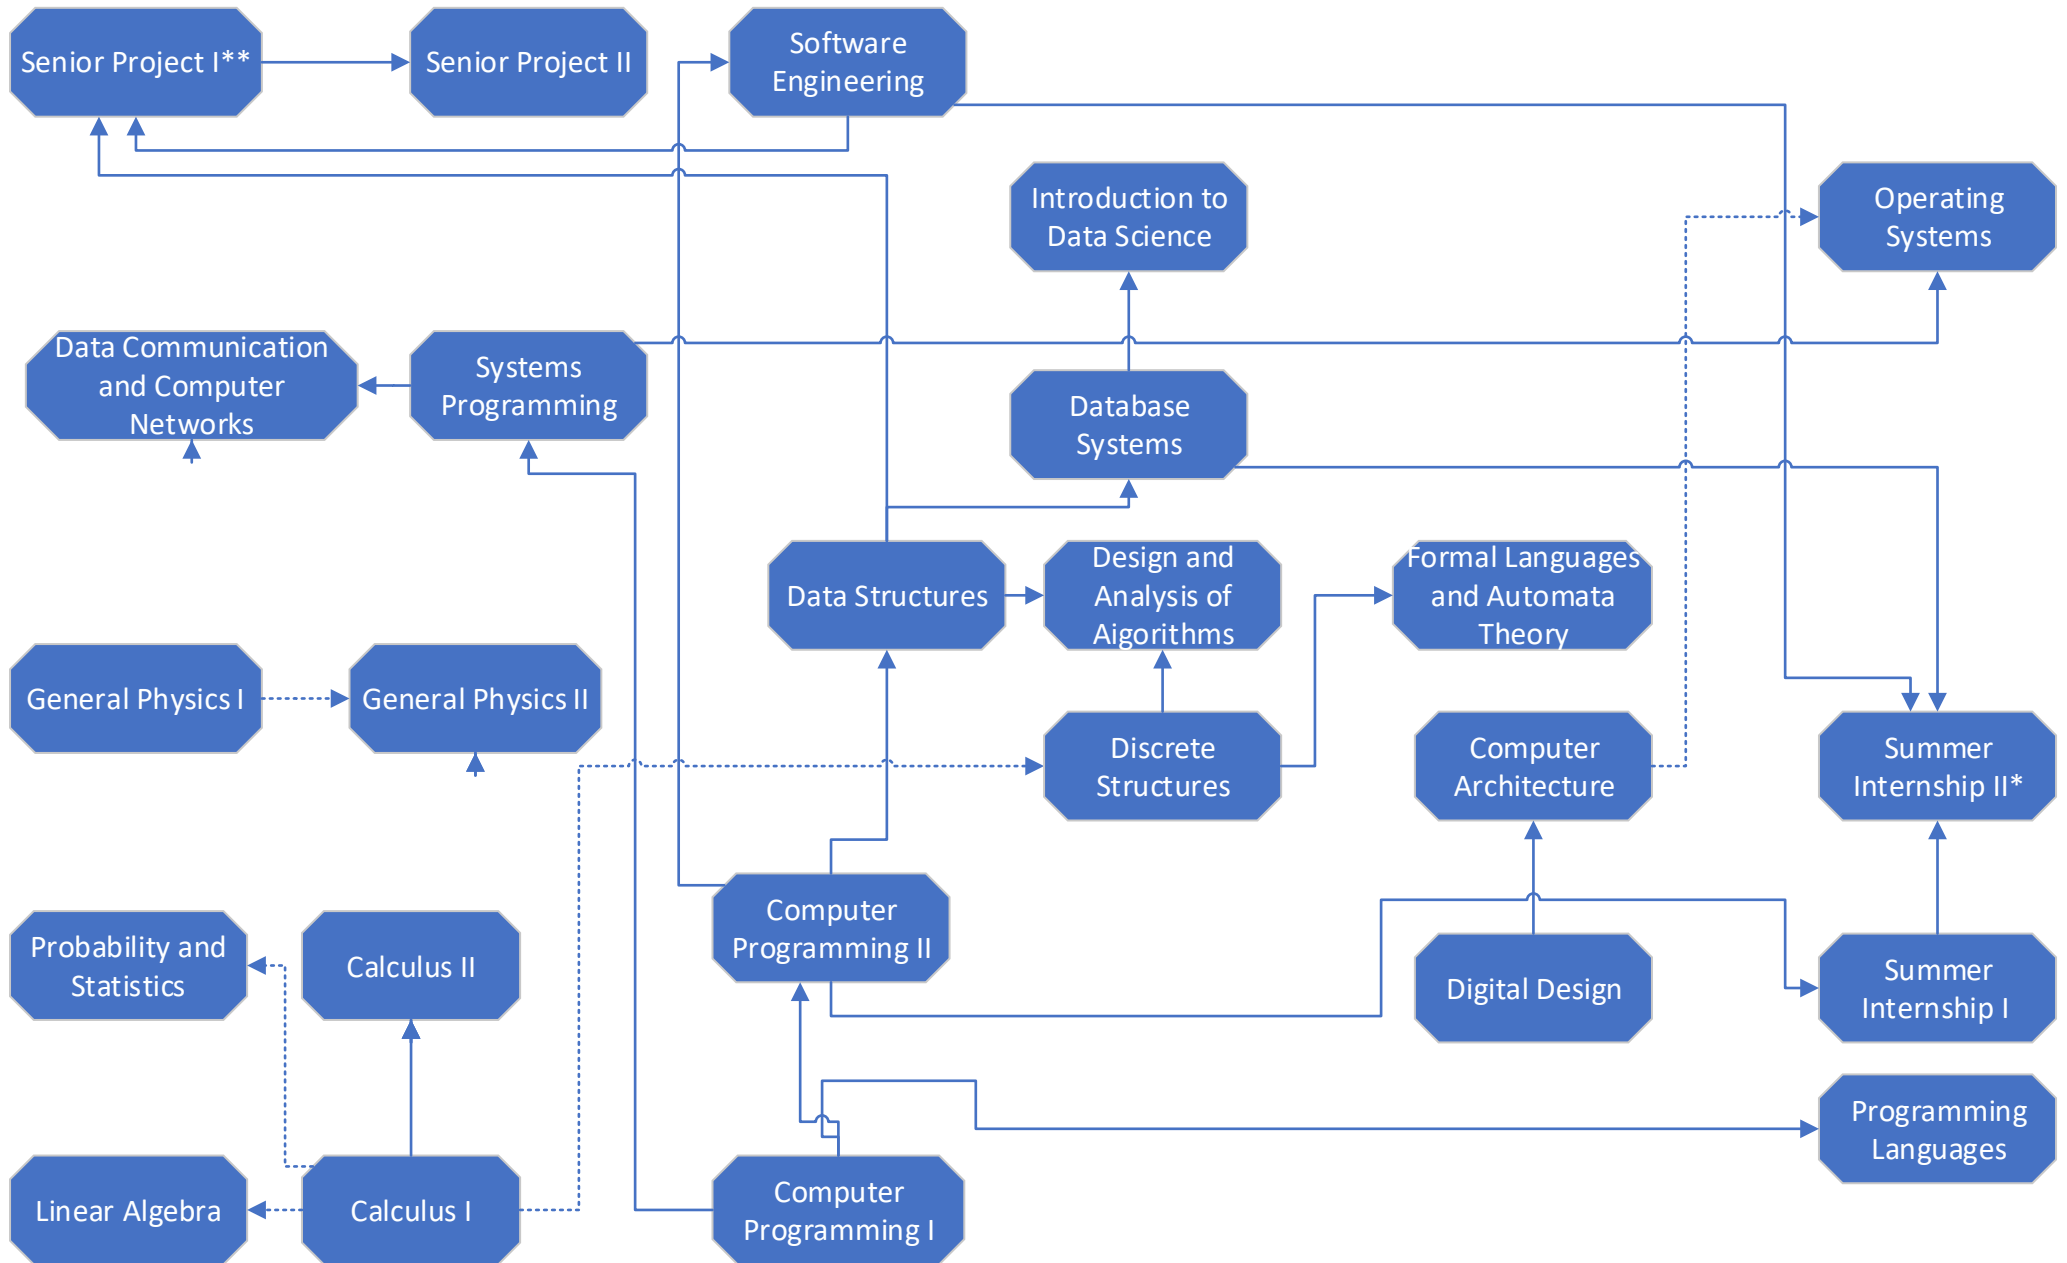 Senior Project I**
Senior Project II
Software
Engineering
Introduction to
Data Science
Operating
Systems
Data Communication
and Computer
Networks
Systems
Programming
Database
Systems
Data Structures
Design and
Analysis of
Aigorithms
Formal Languages
and Automata
Theory
General Physics I
General Physics II
Discrete
Structures
Computer
Architecture
Summer
Internship II*
Probability and
Statistics
Calculus II
Computer
Programming II
Digital Design
Summer
Internship I
Programming
Languages
Linear Algebra
Calculus I
Computer
Programming I